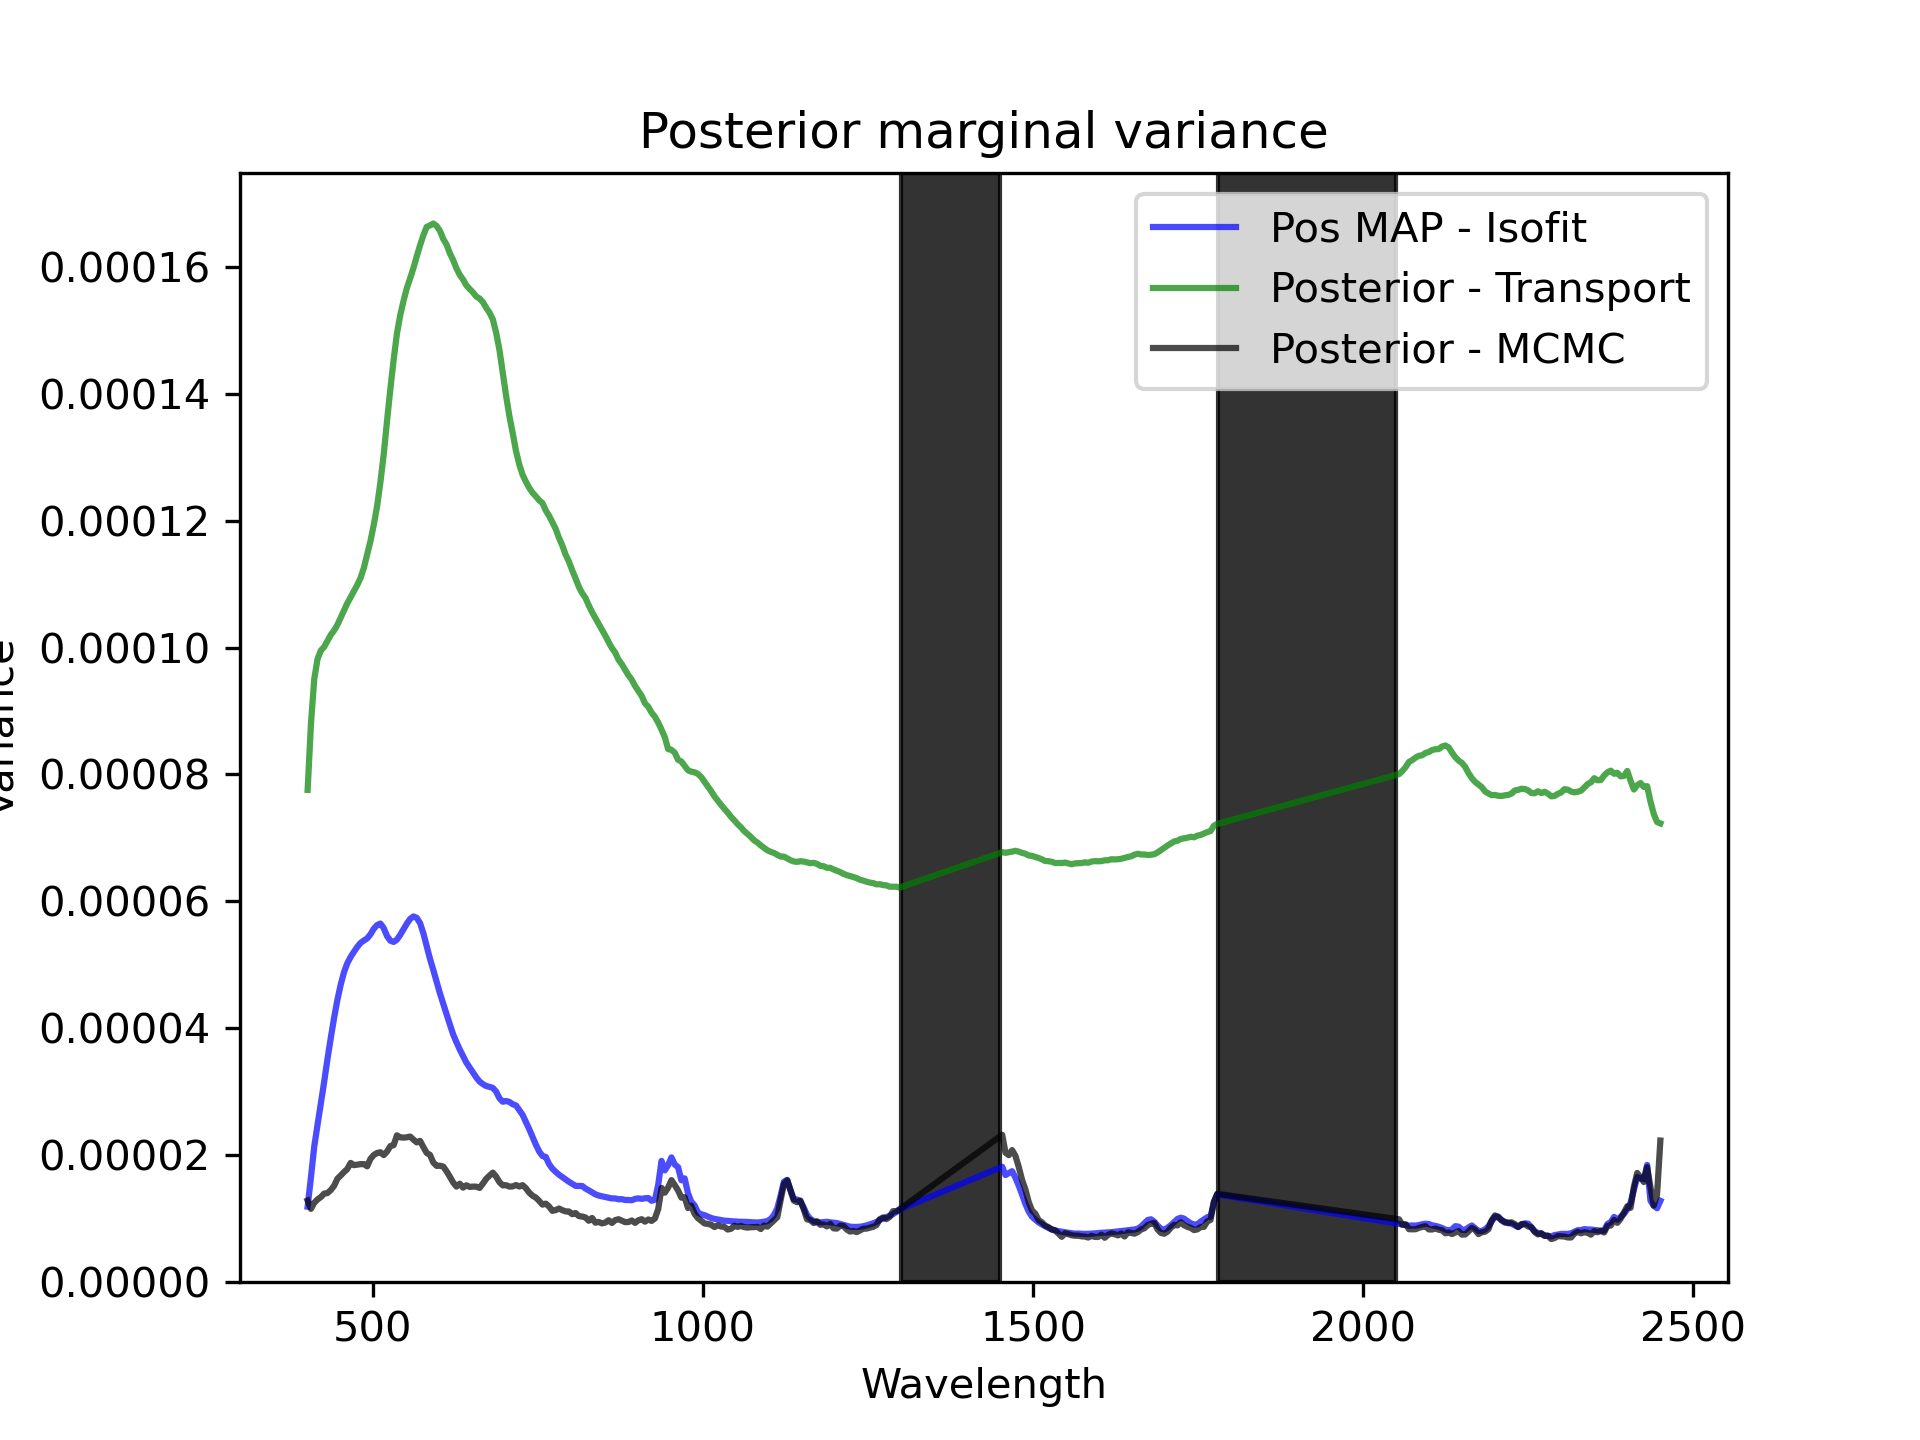 Posterior marginal variance
Pos MAP - Isofit
Posterior - Transport
Posterior - MCMC
0.00016
0.00014
0.00012
0.00010
0.00008
0.00006
0.00004
0.00002
0.00000
500 1000 1500 2000 2500
Wavelength